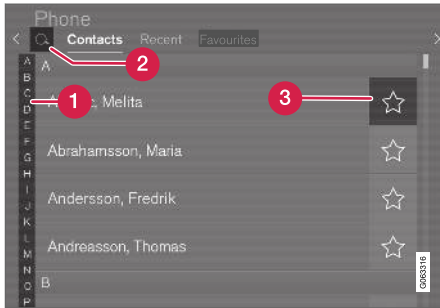 Phone
Contacts Recent Favourites
A
B
C
D
E
F
G
H
I
J
K
L
M
N
O
P
A
2
1
Melita
3
Abrahamsson, Maria
Andersson, Fredrik
Andreasson, Thomas
B
G063316